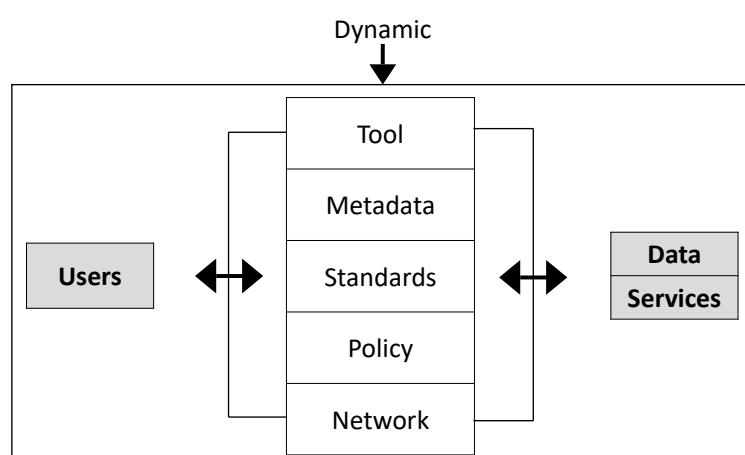 Dynamic
Tool
Metadata
Users
Standards
Data
Services
Policy
Network